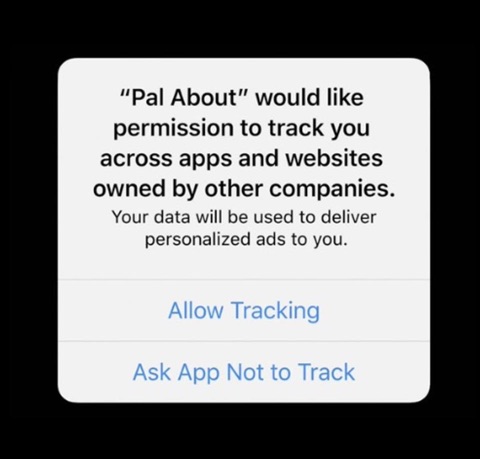 “Pal About” would like
permission to track you
across apps and websites
owned by other companies.
Your data will be used to deliver
personalized ads to you.
Allow Tracking
Ask App Not to Track